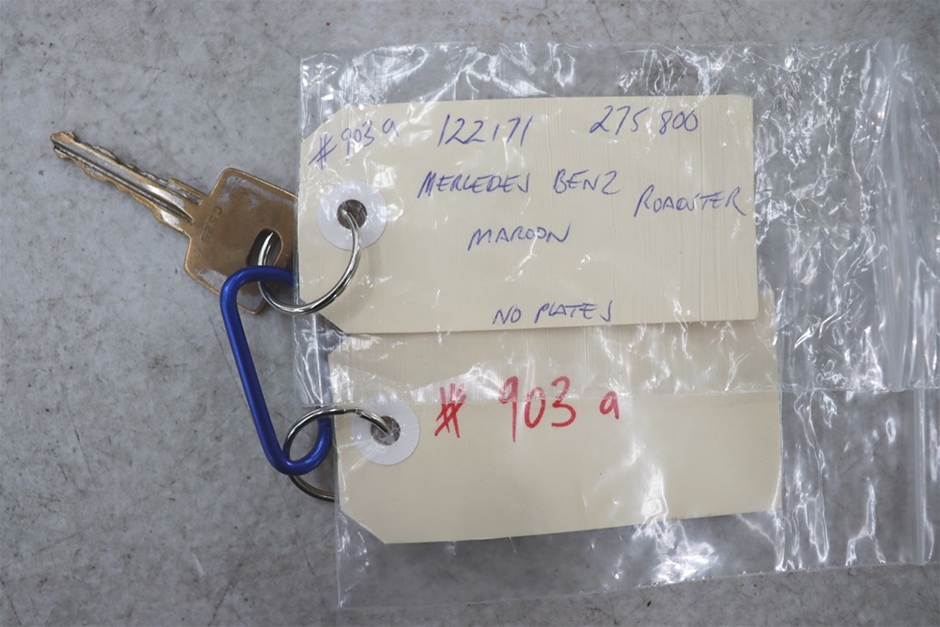 #903a 122171 275,800
MERCEDES BENZ ROADSTER
MAROON
NO PLATES
# 903 a